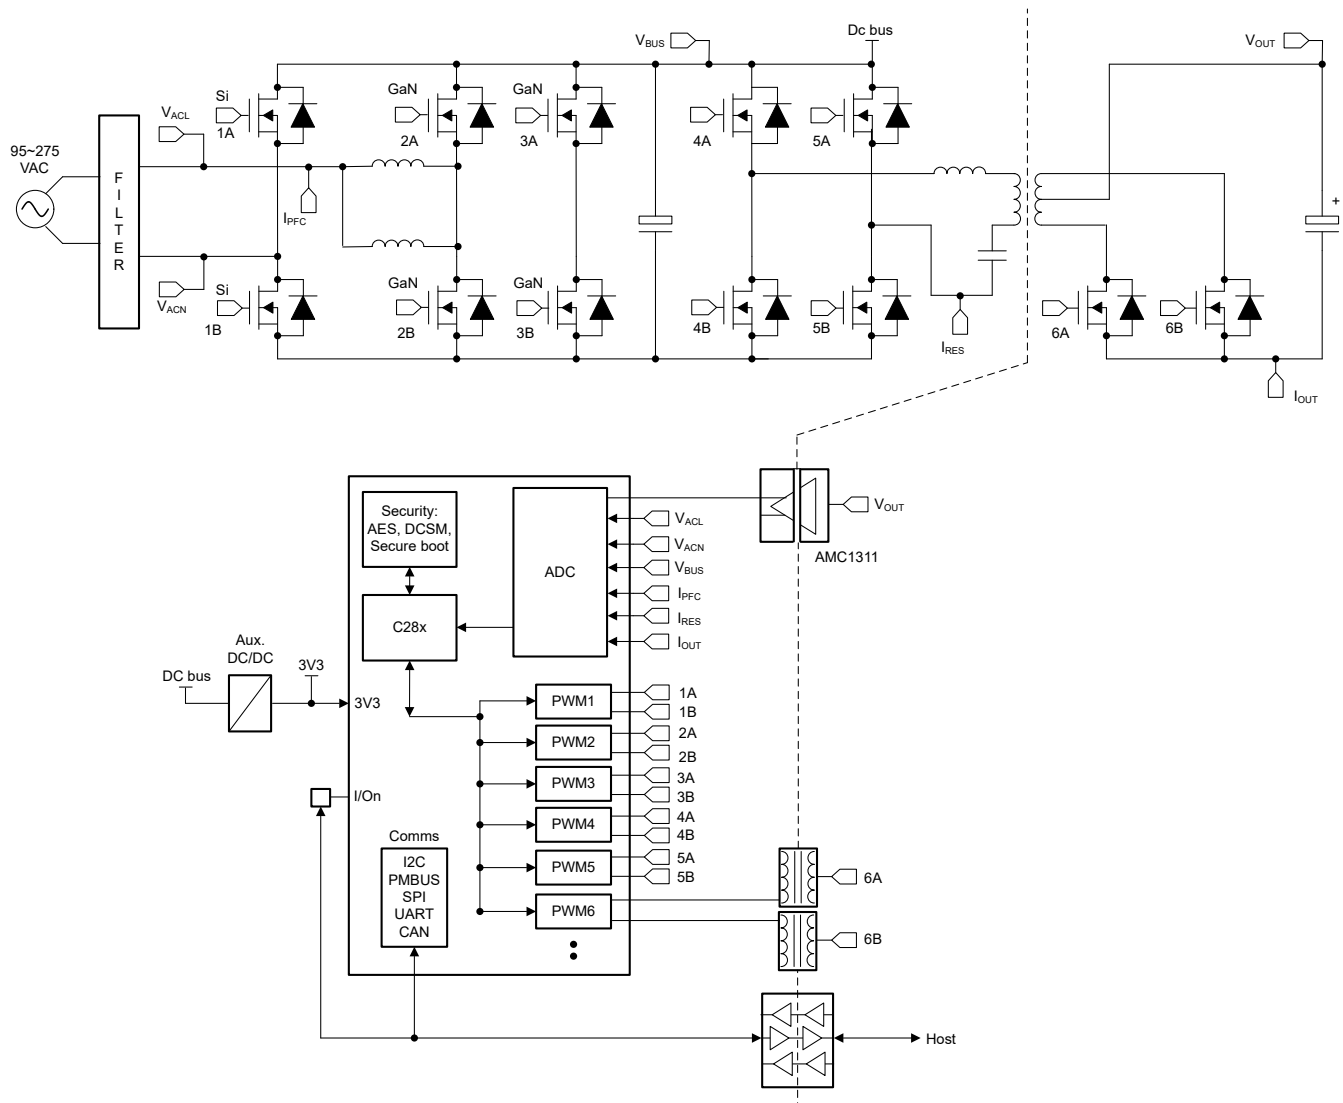 V_BUS
Dc bus
V_OUT
Si
GaN
GaN
V_ACL
1A
2A
3A
4A
5A
95~275
VAC
FILTER
I_PFC
+
Si
GaN
GaN
V_ACN
1B
2B
3B
4B
5B
6A
6B
I_RES
I_OUT
Security:
AES, DCSM,
Secure boot
ADC
V_OUT
V_ACL
V_ACN
V_BUS
I_PFC
I_RES
I_OUT
AMC1311
C28x
Aux.
DC/DC
DC bus
3V3
3V3
PWM1
1A
1B
PWM2
2A
2B
PWM3
3A
3B
I/On
PWM4
4A
4B
Comms
I2C
PMBUS
SPI
UART
CAN
PWM5
5A
5B
PWM6
6A
6B
Host